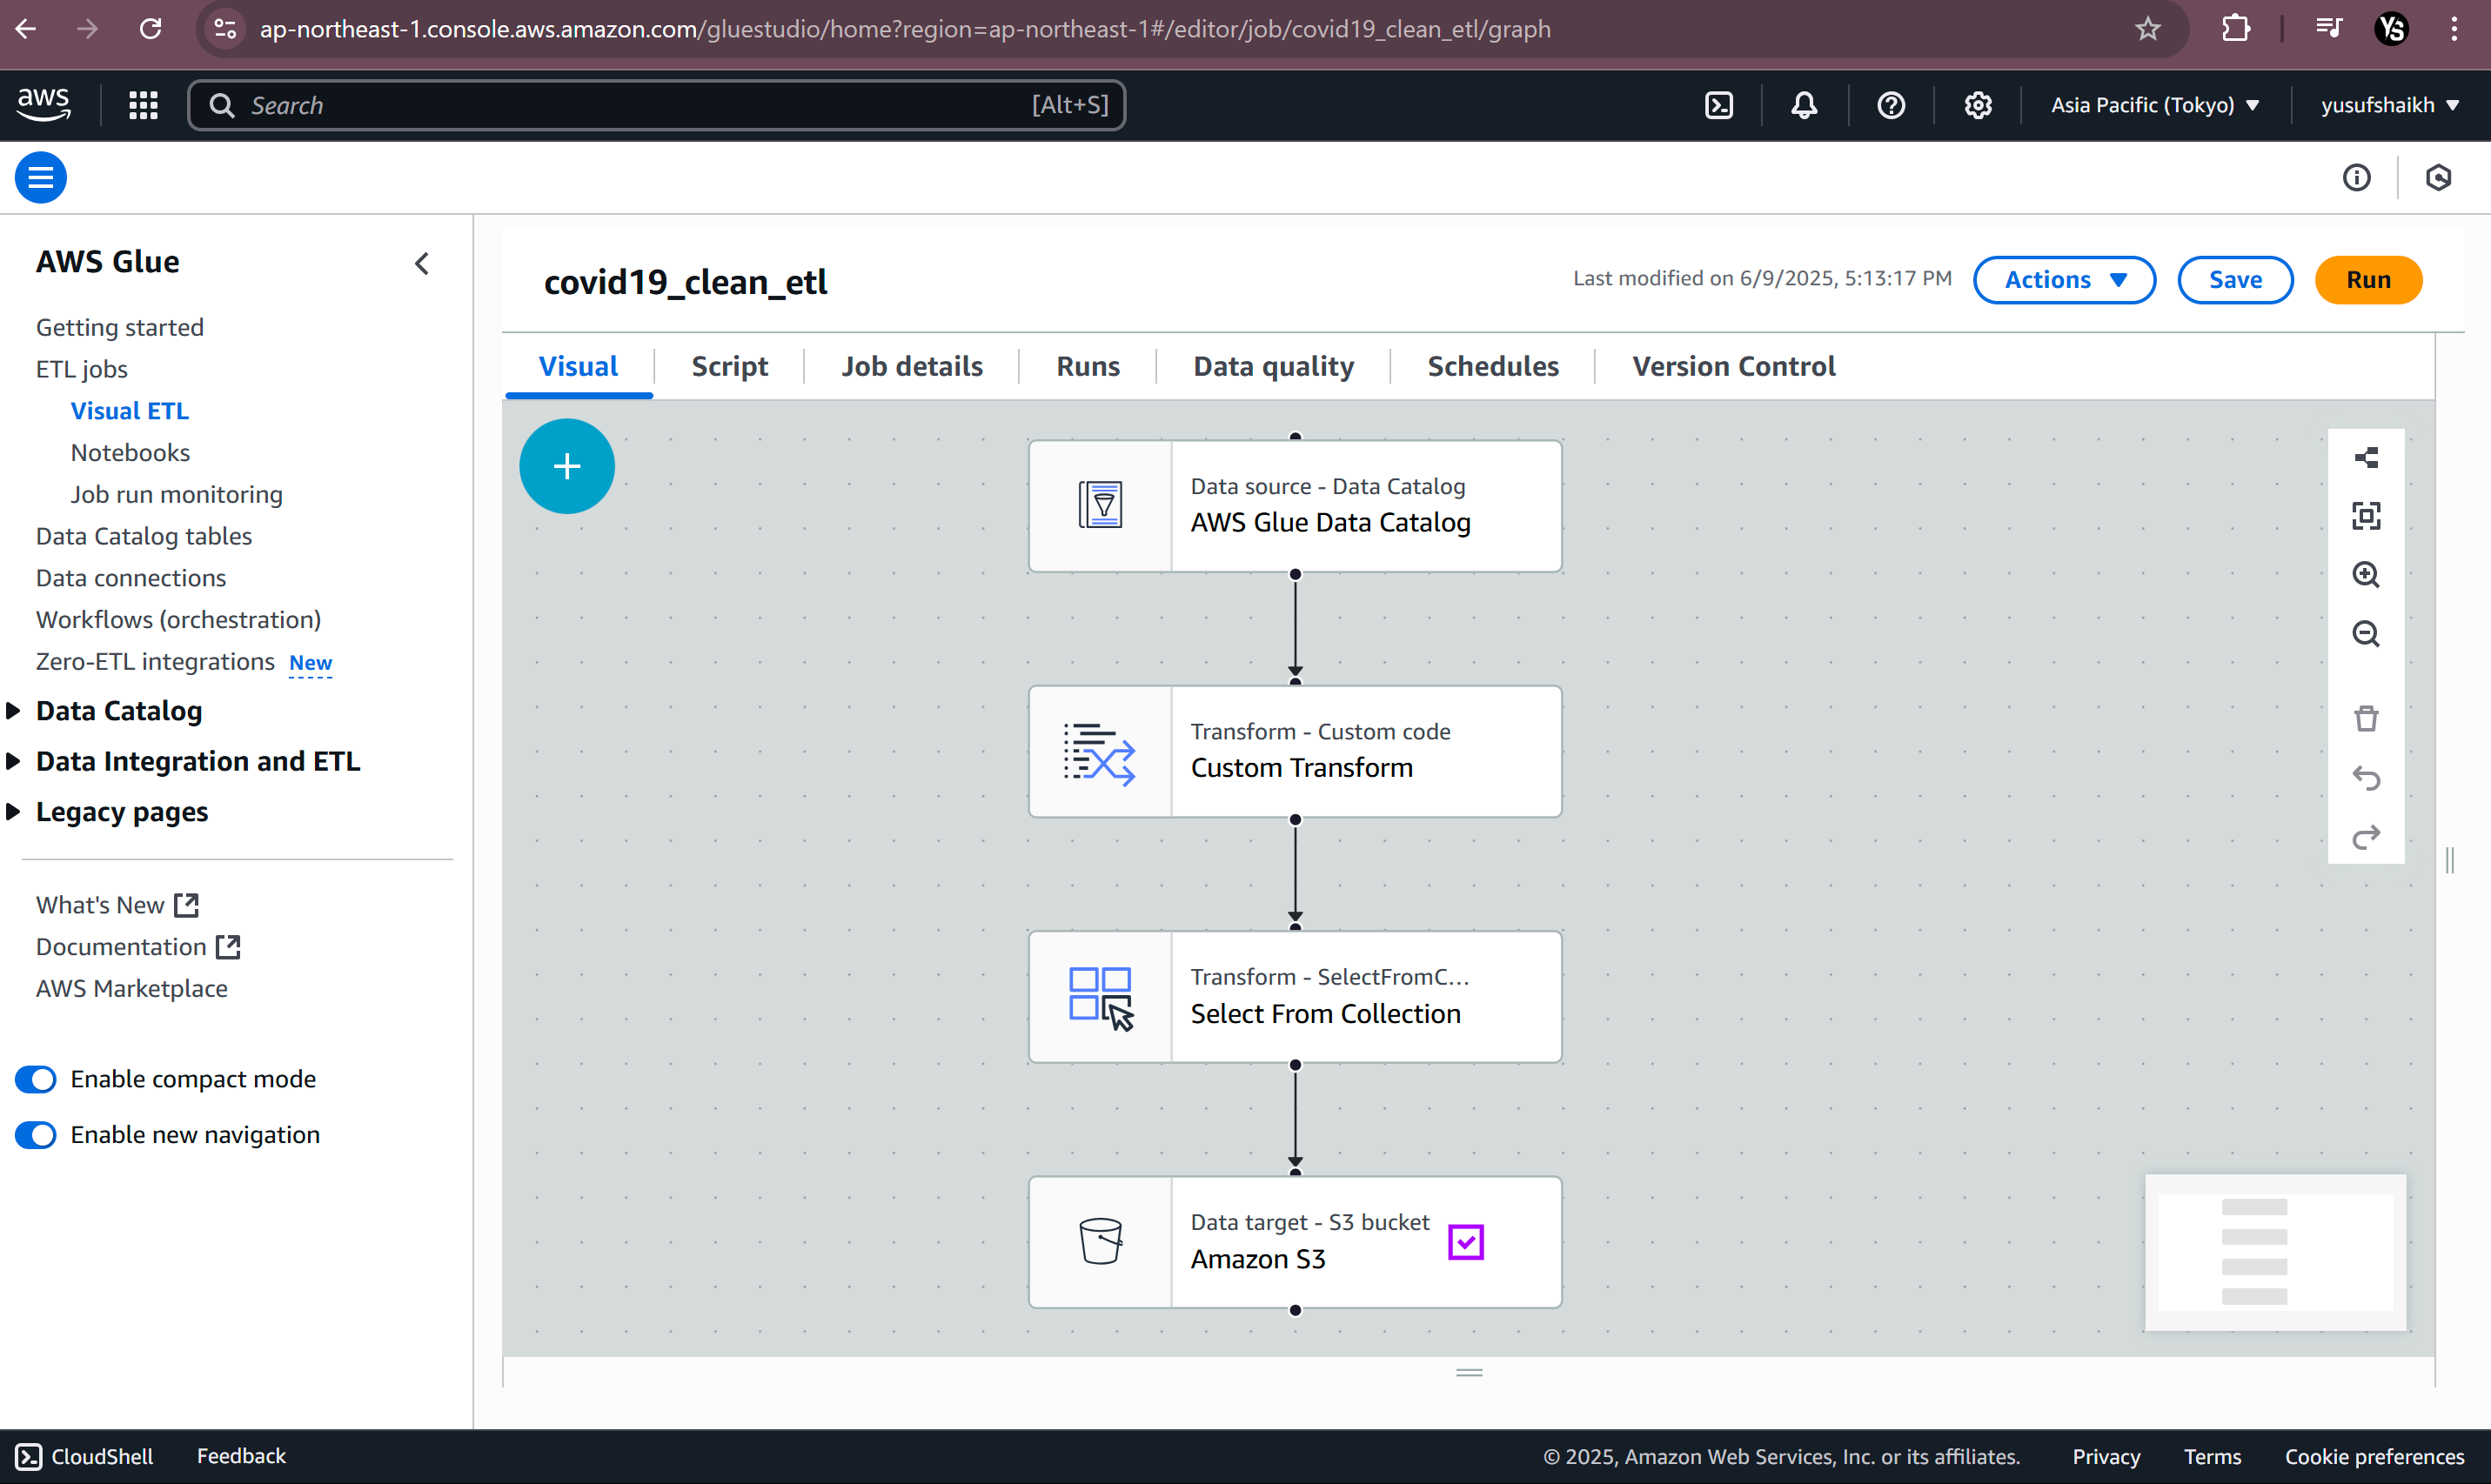 ap-northeast-1.console.aws.amazon.com/gluestudio/home?region=ap-northeast-1#/editor/job/covid19_clean_etl/graph
YS
aws
Search
[Alt+S]
Asia Pacific (Tokyo)
yusufshaikh
AWS Glue
Getting started
ETL jobs
Visual ETL
Notebooks
Job run monitoring
Data Catalog tables
Data connections
Workflows (orchestration)
Zero-ETL integrations New
Data Catalog
Data Integration and ETL
Legacy pages
What's New
Documentation
AWS Marketplace
Enable compact mode
Enable new navigation
covid19_clean_etl
Last modified on 6/9/2025, 5:13:17 PM
Actions
Save
Run
Visual
Script
Job details
Runs
Data quality
Schedules
Version Control
Data source - Data Catalog
AWS Glue Data Catalog
Transform - Custom code
Custom Transform
Transform - SelectFromC...
Select From Collection
Data target - S3 bucket
Amazon S3
CloudShell
Feedback
© 2025, Amazon Web Services, Inc. or its affiliates.
Privacy
Terms
Cookie preferences